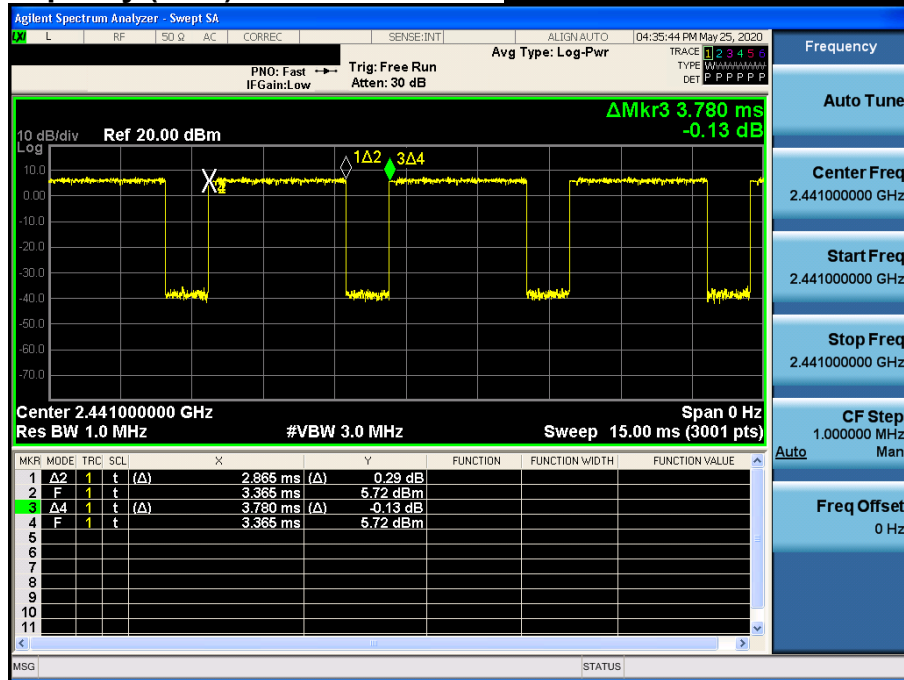 Agilent Spectrum Analyzer - Swept SA
LXI L RF 50 Ω AC CORREC SENSE:INT ALIGN AUTO 04:35:44 PM May 25, 2020
Frequency
Avg Type: Log-Pwr
TRACE 1 2 3 4 5 6
PNO: Fast Trig: Free Run
TYPE WWWWWW
IFGain:Low Atten: 30 dB
DET P P P P P P
Auto Tune
ΔMkr3 3.780 ms
-0.13 dB
10 dB/div Ref 20.00 dBm
Log
1Δ2 3Δ4
10.0
0.00
-10.0
-20.0
-30.0
-40.0
-50.0
-60.0
-70.0
Center Freq
2.441000000 GHz
Start Freq
2.441000000 GHz
Stop Freq
2.441000000 GHz
Center 2.441000000 GHz Span 0 Hz
Res BW 1.0 MHz #VBW 3.0 MHz Sweep 15.00 ms (3001 pts)
CF Step
1.000000 MHz
Auto Man
MKR MODE TRC SCL X Y FUNCTION FUNCTION WIDTH FUNCTION VALUE
1 Δ2 1 t (Δ) 2.865 ms (Δ) 0.29 dB
2 F 1 t 3.365 ms 5.72 dBm
3 Δ4 1 t (Δ) 3.780 ms (Δ) -0.13 dB
4 F 1 t 3.365 ms 5.72 dBm
5
6
7
8
9
10
11
Freq Offset
0 Hz
MSG STATUS